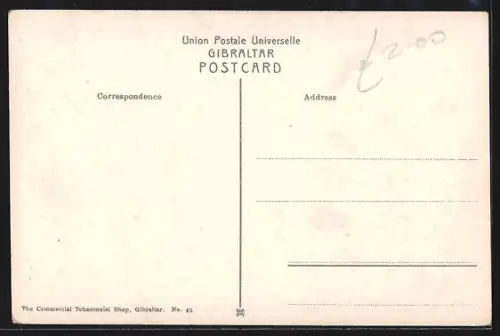 Union Postale Universelle
GIBRALTAR
POSTCARD
£2-00
Correspondence
Address
The Commercial Tobacconist Shop, Gibraltar. No. 45